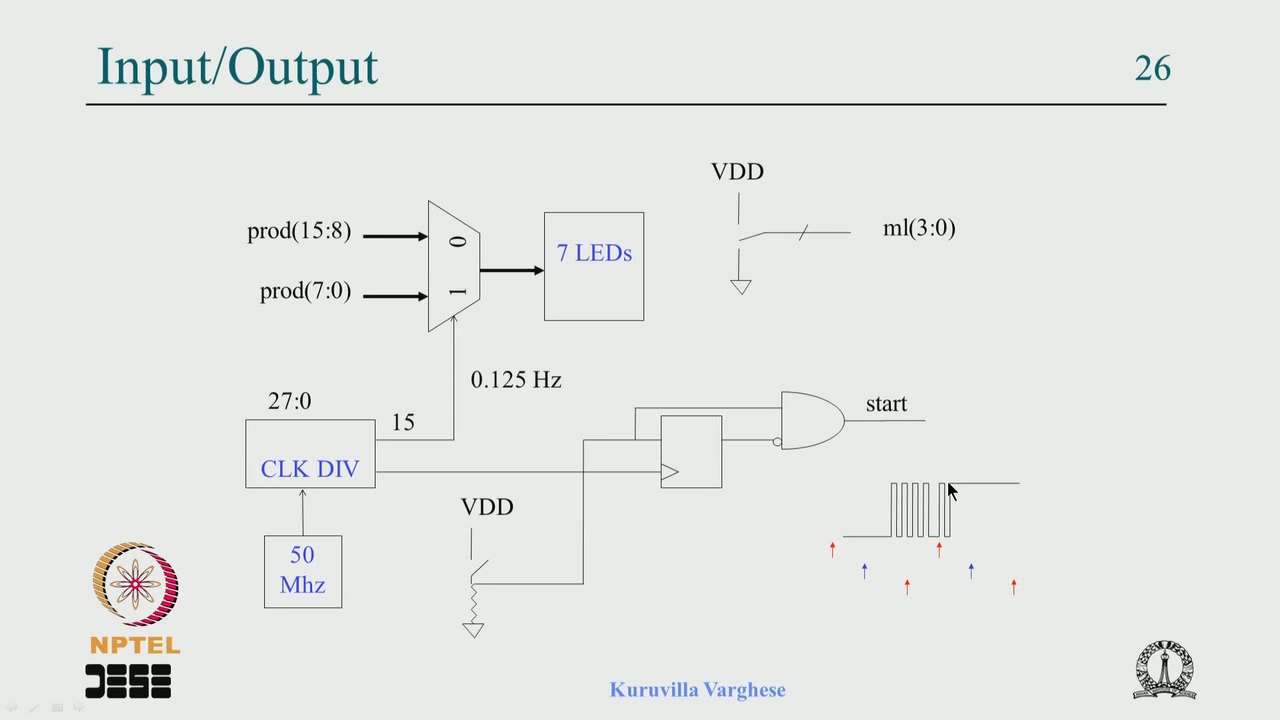 Input/Output
26
VDD
prod(15:8)
0
7 LEDs
ml(3:0)
prod(7:0)
1
0.125 Hz
27:0
15
start
CLK DIV
VDD
50
Mhz
NPTEL
DESE
Kuruvilla Varghese